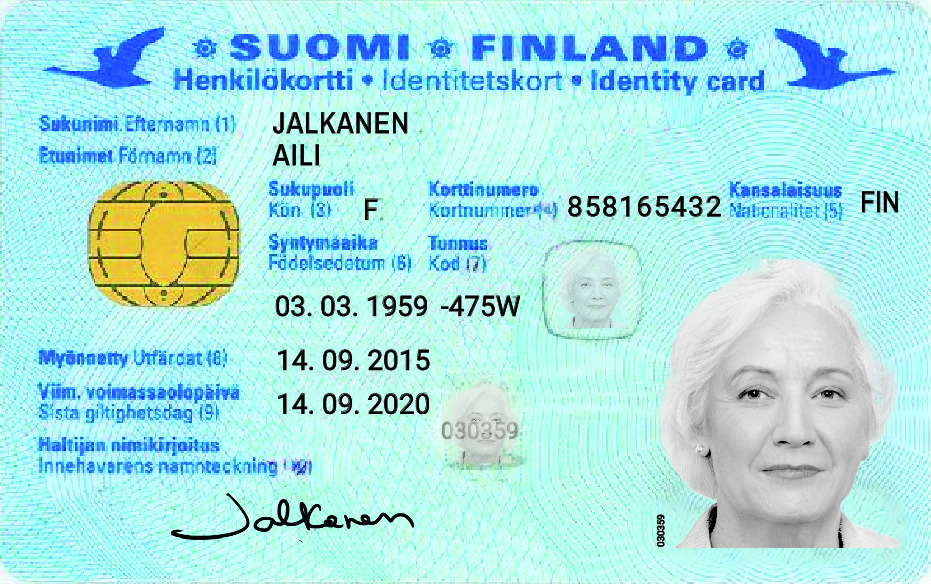 SUOMI FINLAND
Henkilökortti • Identitetskort • Identity card
Sukunimi Efternamn (1) JALKANEN
Etunimet Förnamn (2) AILI
Sukupuoli Korttinumero Kansalaisuus
Kön (3) F Kortnummer (4) 858165432 Nationalitet (5) FIN
Syntymäaika Tunnus
Födelsedatum (6) Kod (7)
03. 03. 1959 -475W
Myönnetty Utfärdat (8) 14. 09. 2015
Viim. voimassaolopäivä
Sista giltighetsdag (9) 14. 09. 2020
030359
Haltijan nimikirjoitus
Innehavarens namnteckning
Jalkanen
030359